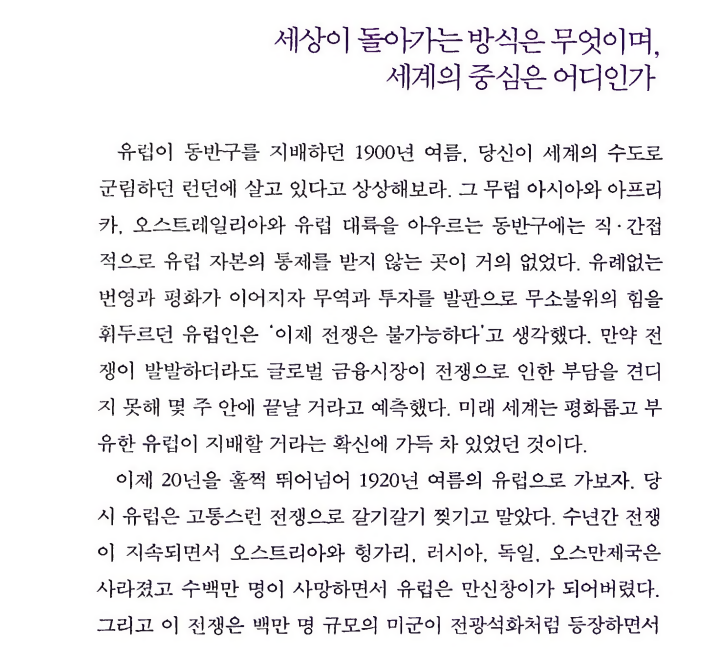 세상이 돌아가는 방식은 무엇이며,
세계의 중심은 어디인가
유럽이 동반구를 지배하던 1900년 여름, 당신이 세계의 수도로
군림하던 런던에 살고 있다고 상상해보라. 그 무렵 아시아와 아프리
카, 오스트레일리아와 유럽 대륙을 아우르는 동반구에는 직·간접
적으로 유럽 자본의 통제를 받지 않는 곳이 거의 없었다. 유례없는
번영과 평화가 이어지자 무역과 투자를 발판으로 무소불위의 힘을
휘두르던 유럽인은 '이제 전쟁은 불가능하다'고 생각했다. 만약 전
쟁이 발발하더라도 글로벌 금융시장이 전쟁으로 인한 부담을 견디
지 못해 몇 주 안에 끝날 거라고 예측했다. 미래 세계는 평화롭고 부
유한 유럽이 지배할 거라는 확신에 가득 차 있었던 것이다.
이제 20년을 훌쩍 뛰어넘어 1920년 여름의 유럽으로 가보자. 당
시 유럽은 고통스런 전쟁으로 갈기갈기 찢기고 말았다. 수년간 전쟁
이 지속되면서 오스트리아와 헝가리, 러시아, 독일, 오스만제국은
사라졌고 수백만 명이 사망하면서 유럽은 만신창이가 되어버렸다.
그리고 이 전쟁은 백만 명 규모의 미군이 전광석화처럼 등장하면서